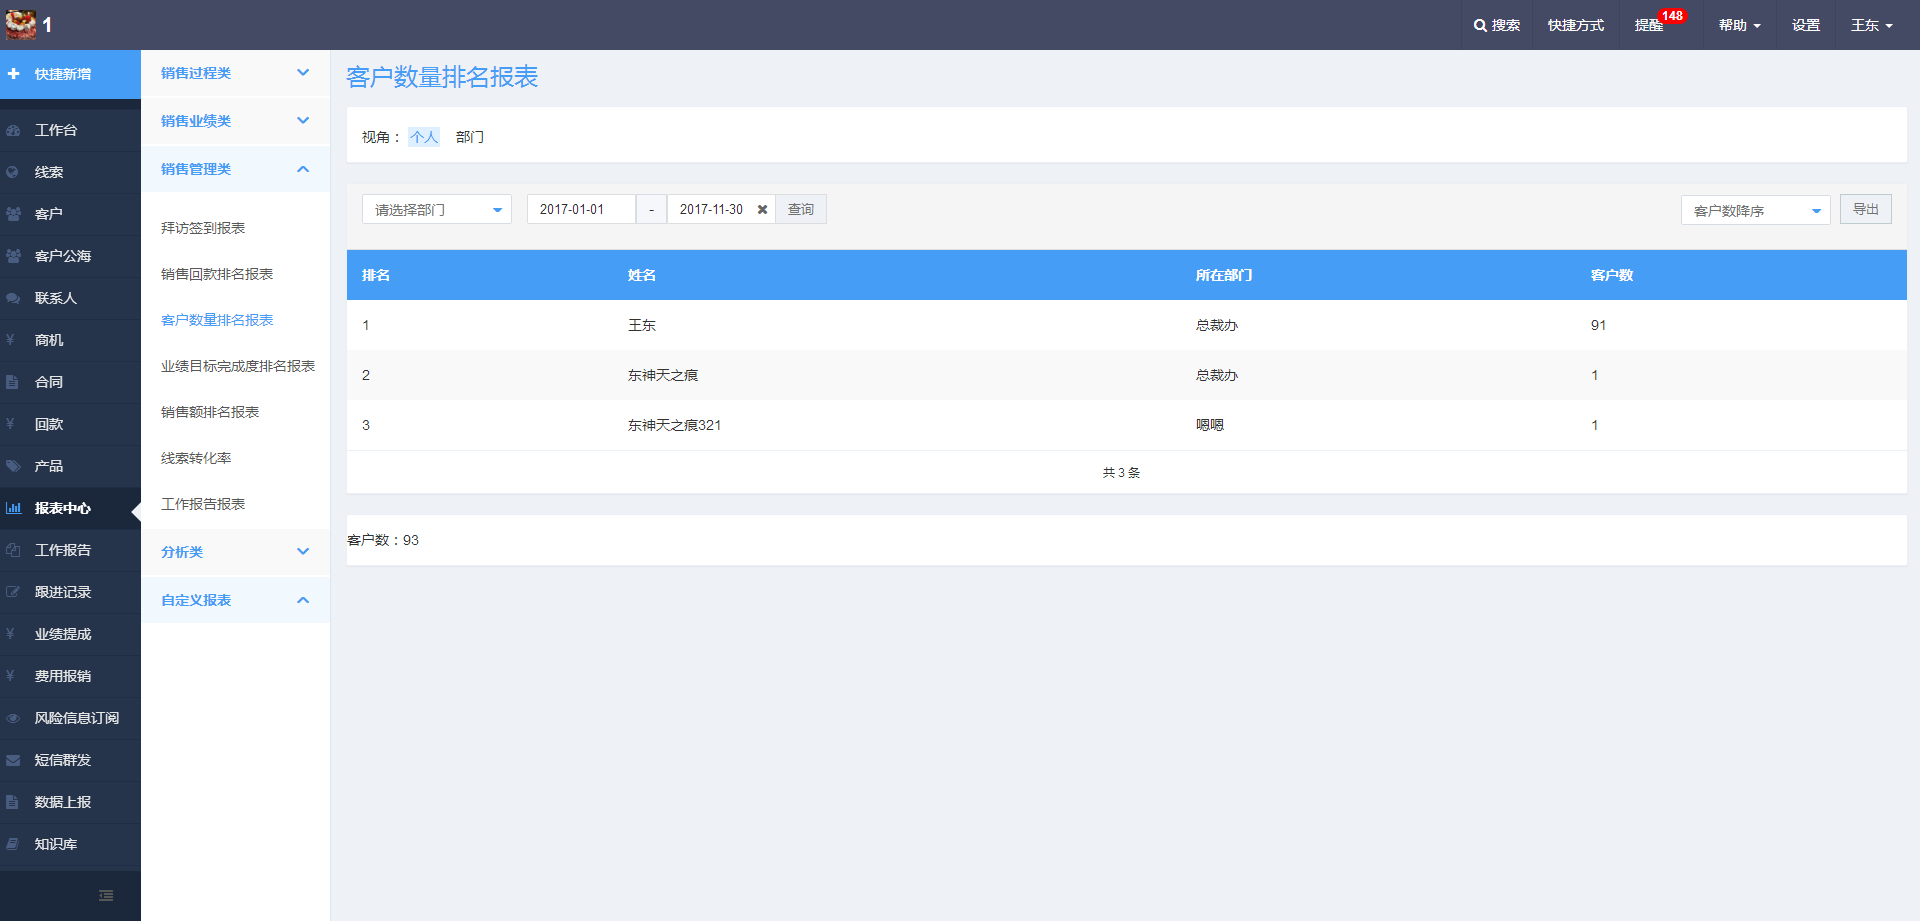 1
搜索 快捷方式 提醒 148 帮助 设置 王东
快捷新增
工作台
线索
客户
客户公海
联系人
商机
合同
回款
产品
报表中心
工作报告
跟进记录
业绩提成
费用报销
风险信息订阅
短信群发
数据上报
知识库
销售过程类
销售业绩类
销售管理类
拜访签到报表
销售回款排名报表
客户数量排名报表
业绩目标完成度排名报表
销售额排名报表
线索转化率
工作报告报表
分析类
自定义报表
客户数量排名报表
视角： 个人 部门
请选择部门 2017-01-01 - 2017-11-30 查询 客户数降序 导出
排名 姓名 所在部门 客户数
1 王东 总裁办 91
2 东神天之痕 总裁办 1
3 东神天之痕321 嗯嗯 1
共 3 条
客户数：93